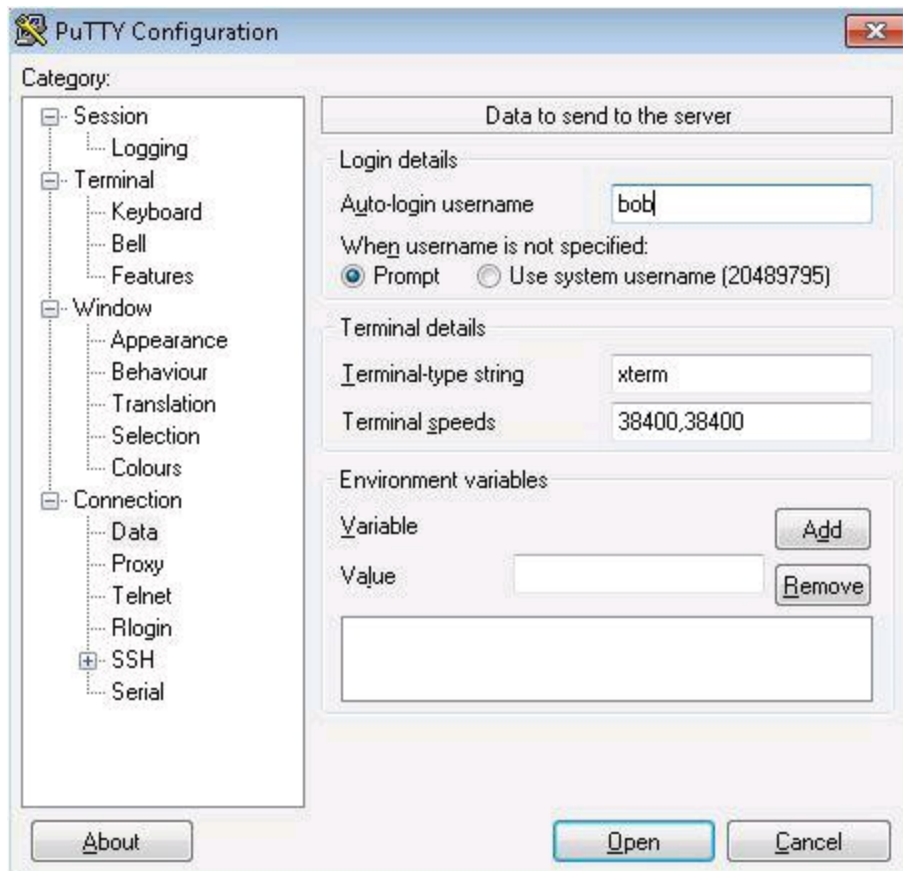 PuTTY Configuration
Category:
Session
Logging
Terminal
Keyboard
Bell
Features
Window
Appearance
Behaviour
Translation
Selection
Colours
Connection
Data
Proxy
Telnet
Rlogin
SSH
Serial
Data to send to the server
Login details
Auto-login username bob
When username is not specified:
Prompt Use system username (20489795)
Terminal details
Terminal-type string xterm
Terminal speeds 38400,38400
Environment variables
Variable Add
Value Remove
About Open Cancel